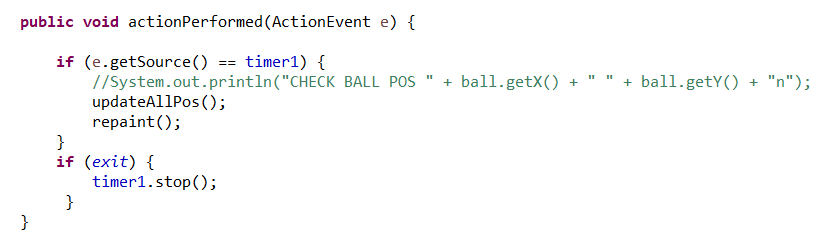 public void actionPerformed(ActionEvent e) {
if (e.getSource() == timer1) {
//System.out.println("CHECK BALL POS " + ball.getX() + " " + ball.getY() + "n");
updateAllPos();
repaint();
}
if (exit) {
timer1.stop();
}
}